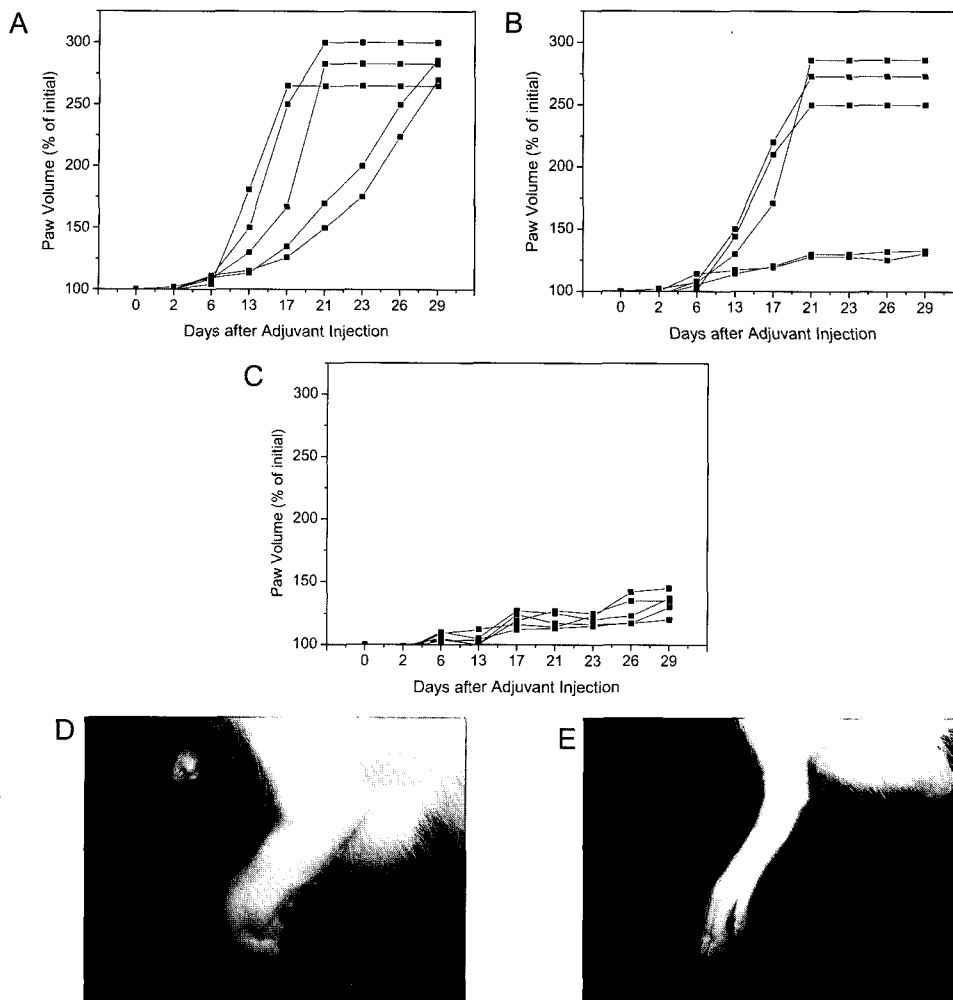 A
300
250
200
150
100
Paw Volume (% of initial)
0 2 6 13 17 21 23 26 29
Days after Adjuvant Injection
B
300
250
200
150
100
Paw Volume (% of initial)
0 2 6 13 17 21 23 26 29
Days after Adjuvant Injection
C
300
250
200
150
100
Paw Volume (% of initial)
0 2 6 13 17 21 23 26 29
Days after Adjuvant Injection
D
E